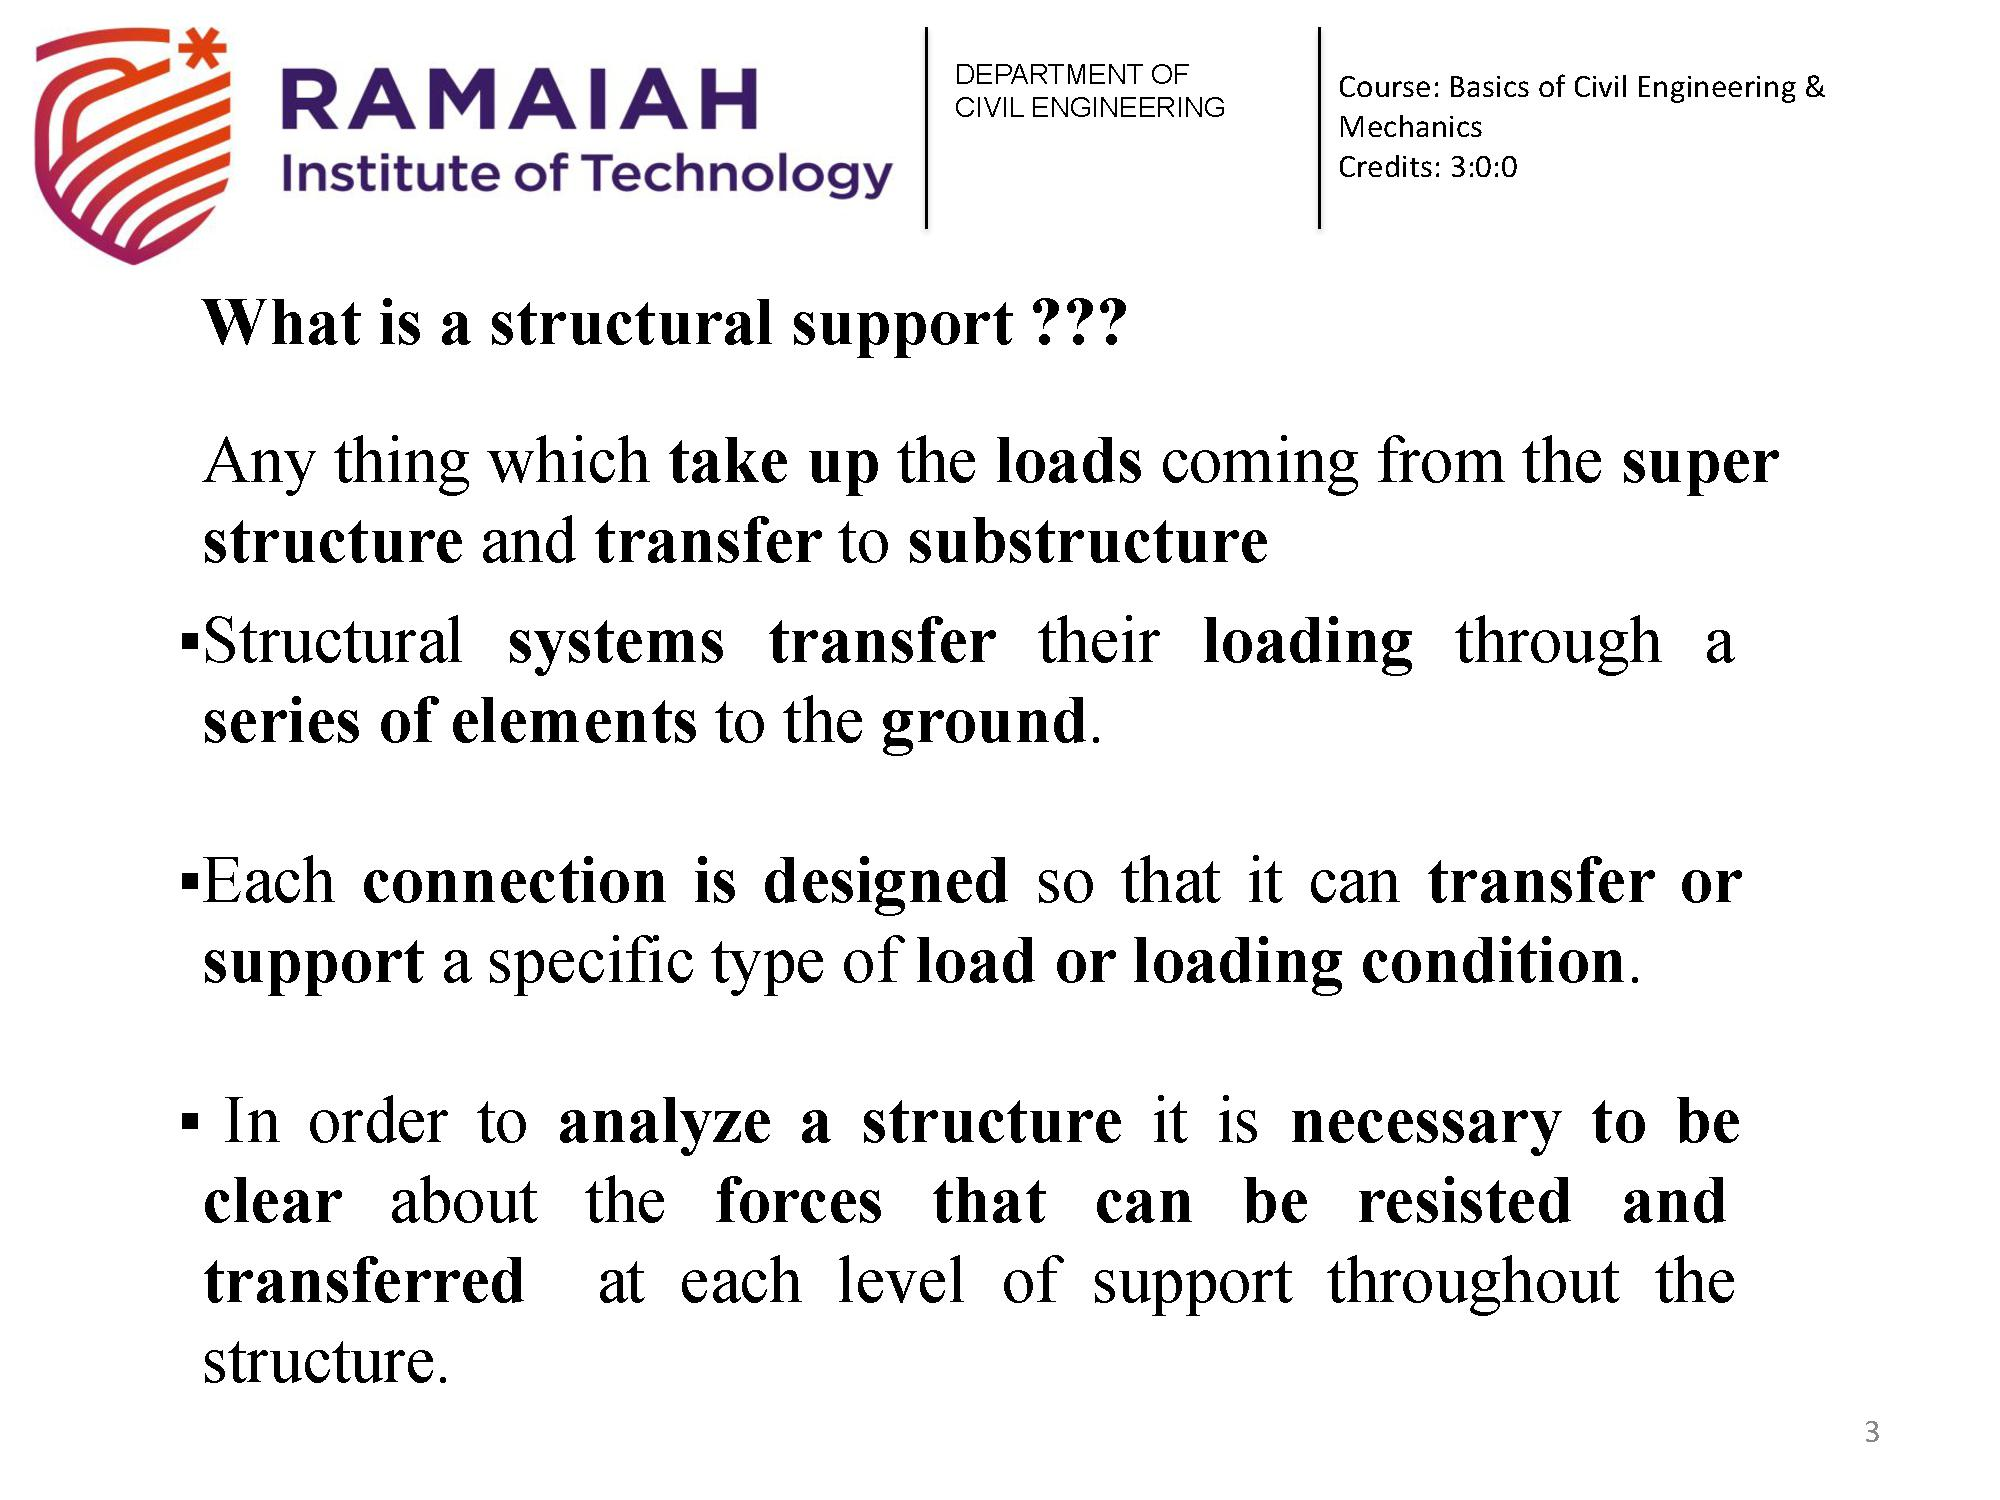 RAMAIAH
Institute of Technology
DEPARTMENT OF
CIVIL ENGINEERING
Course: Basics of Civil Engineering &
Mechanics
Credits: 3:0:0
What is a structural support ???
Any thing which take up the loads coming from the super
structure and transfer to substructure
▪Structural systems transfer their loading through a
series of elements to the ground.
▪Each connection is designed so that it can transfer or
support a specific type of load or loading condition.
▪ In order to analyze a structure it is necessary to be
clear about the forces that can be resisted and
transferred at each level of support throughout the
structure.
3